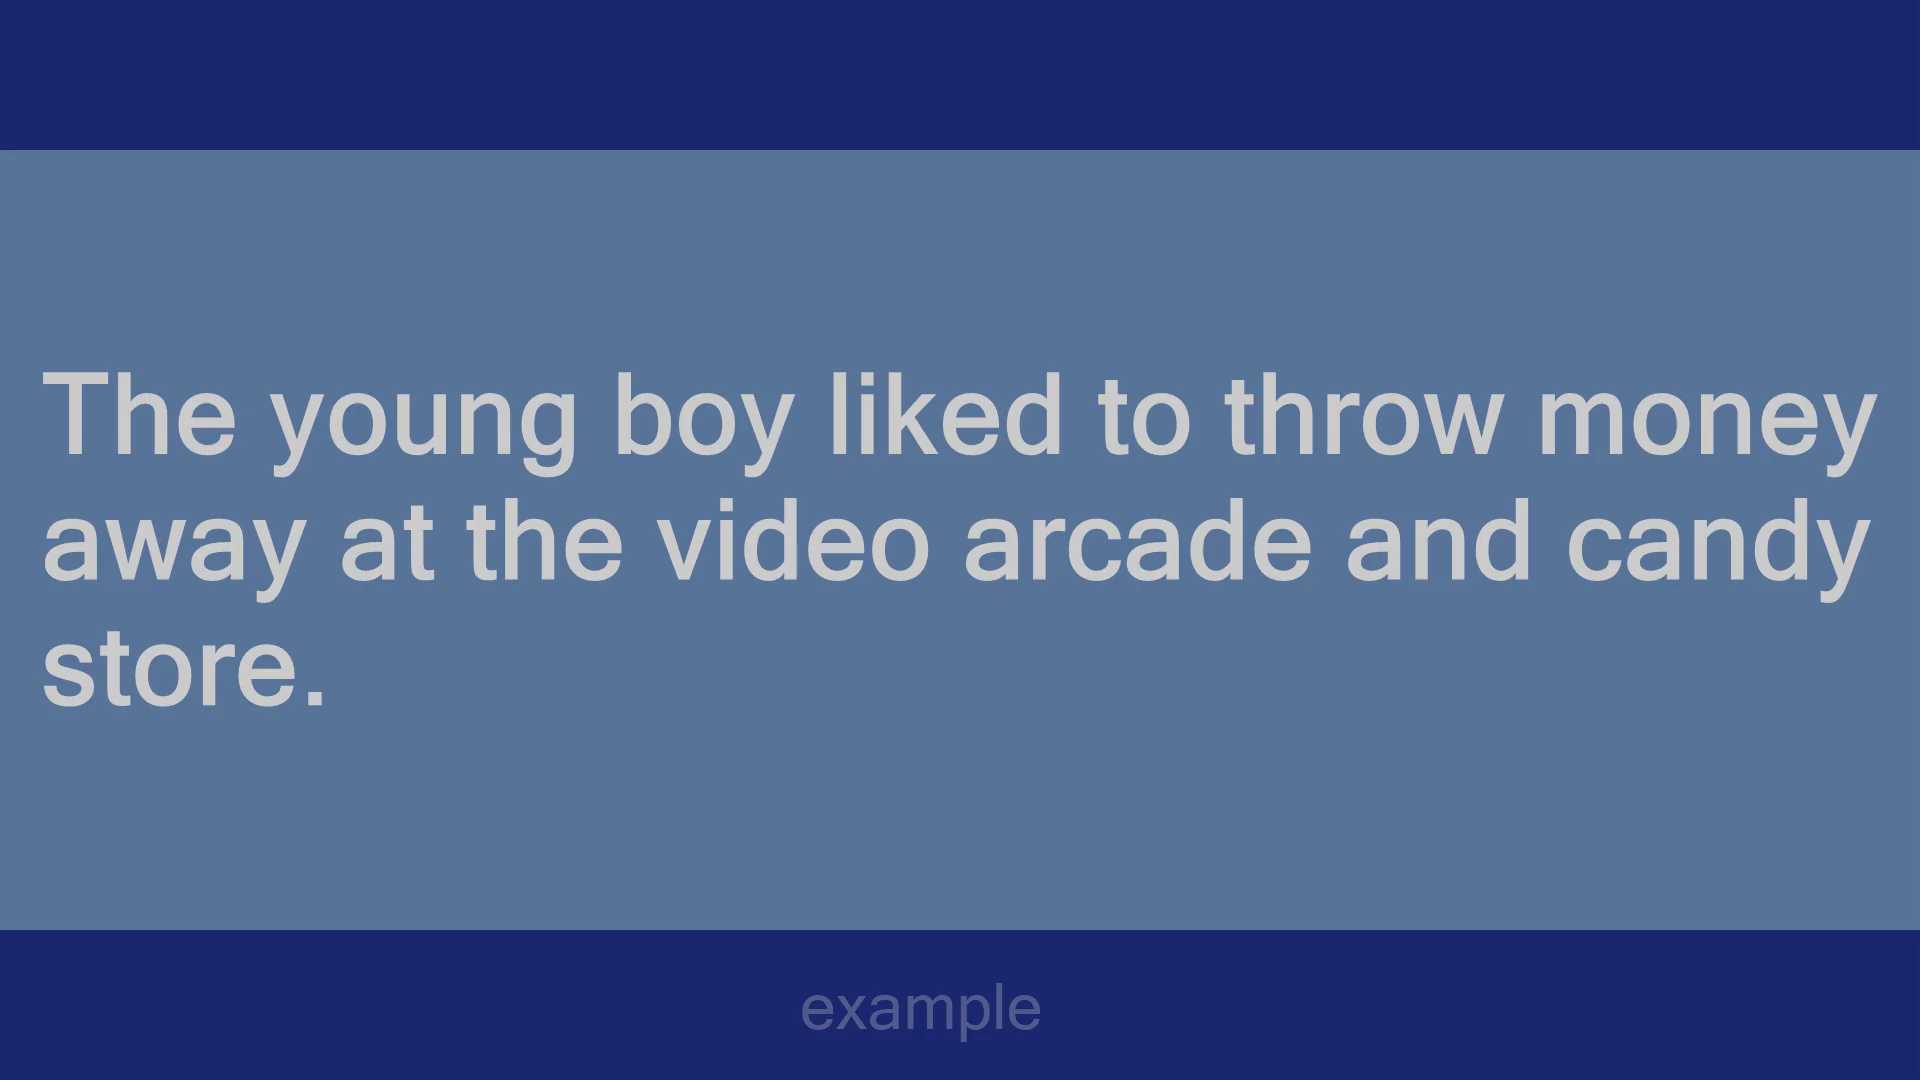 The young boy liked to throw money
away at the video arcade and candy
store.
example